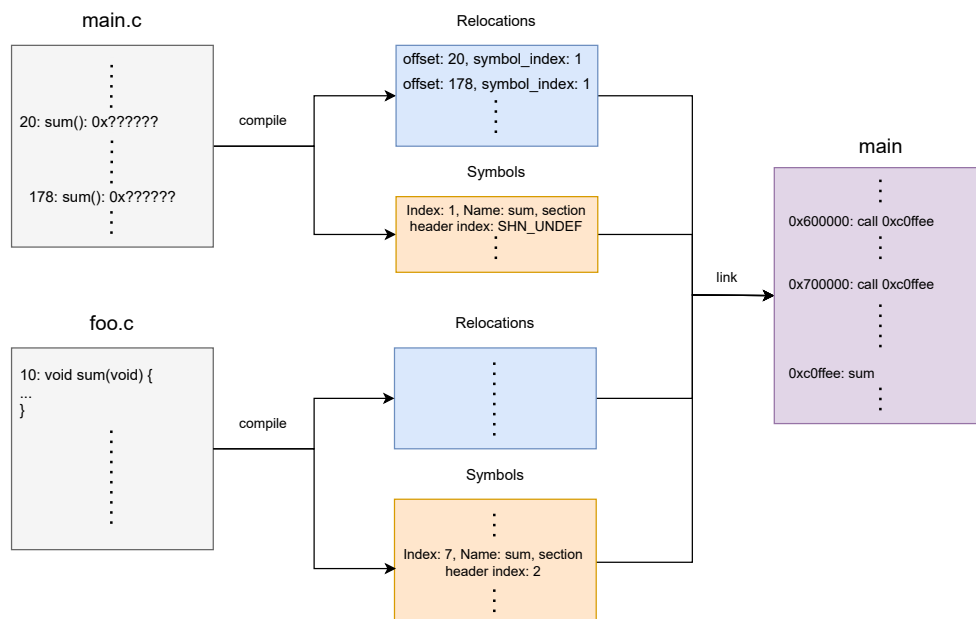 main.c
20: sum(): 0x??????
178: sum(): 0x??????
compile
Relocations
offset: 20, symbol_index: 1
offset: 178, symbol_index: 1
Symbols
Index: 1, Name: sum, section
header index: SHN_UNDEF
foo.c
10: void sum(void) {
...
}
compile
Relocations
Symbols
Index: 7, Name: sum, section
header index: 2
link
main
0x600000: call 0xc0ffee
0x700000: call 0xc0ffee
0xc0ffee: sum